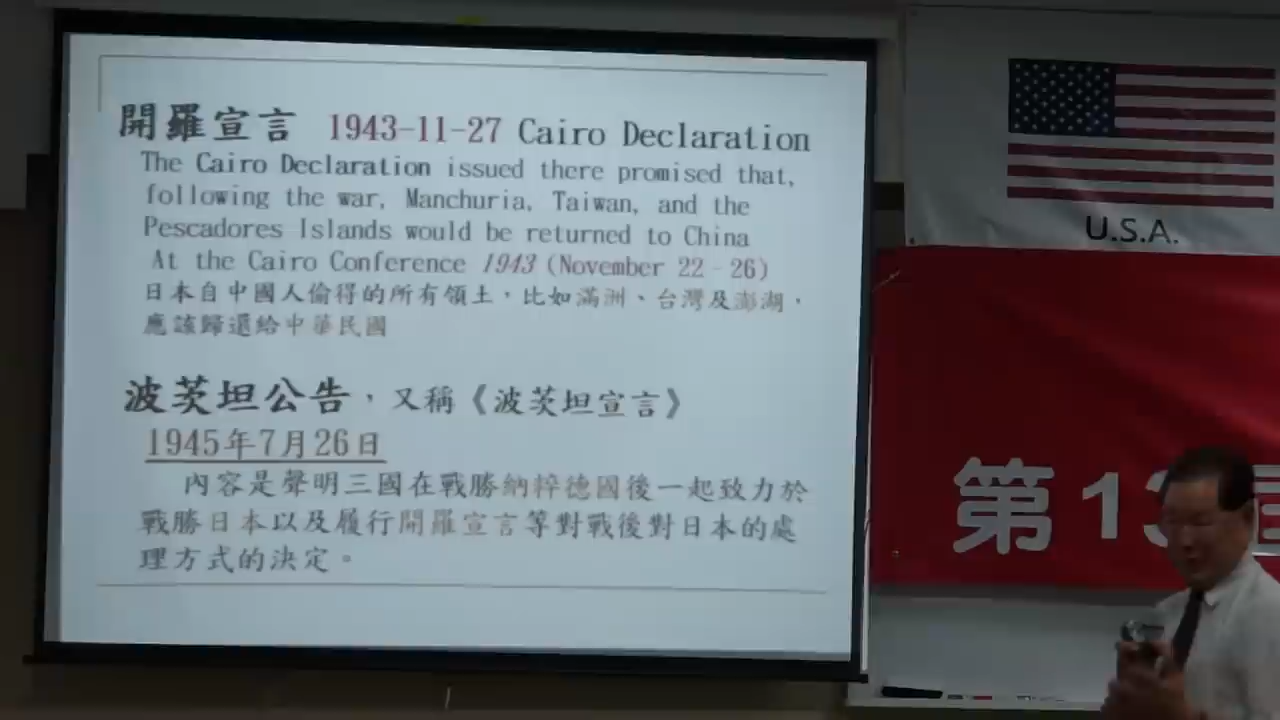 開羅宣言 1943-11-27 Cairo Declaration
The Cairo Declaration issued there promised that,
following the war, Manchuria, Taiwan, and the
Pescadores Islands would be returned to China
At the Cairo Conference 1943 (November 22 - 26)
日本自中國人偷得的所有領土，比如滿洲、台灣及澎湖，
應該歸還給中華民國
波茨坦公告，又稱《波茨坦宣言》
1945年7月26日
內容是聲明三國在戰勝納粹德國後一起致力於
戰勝日本以及履行開羅宣言等對戰後對日本的處
理方式的決定。
U.S.A.
第 13屆